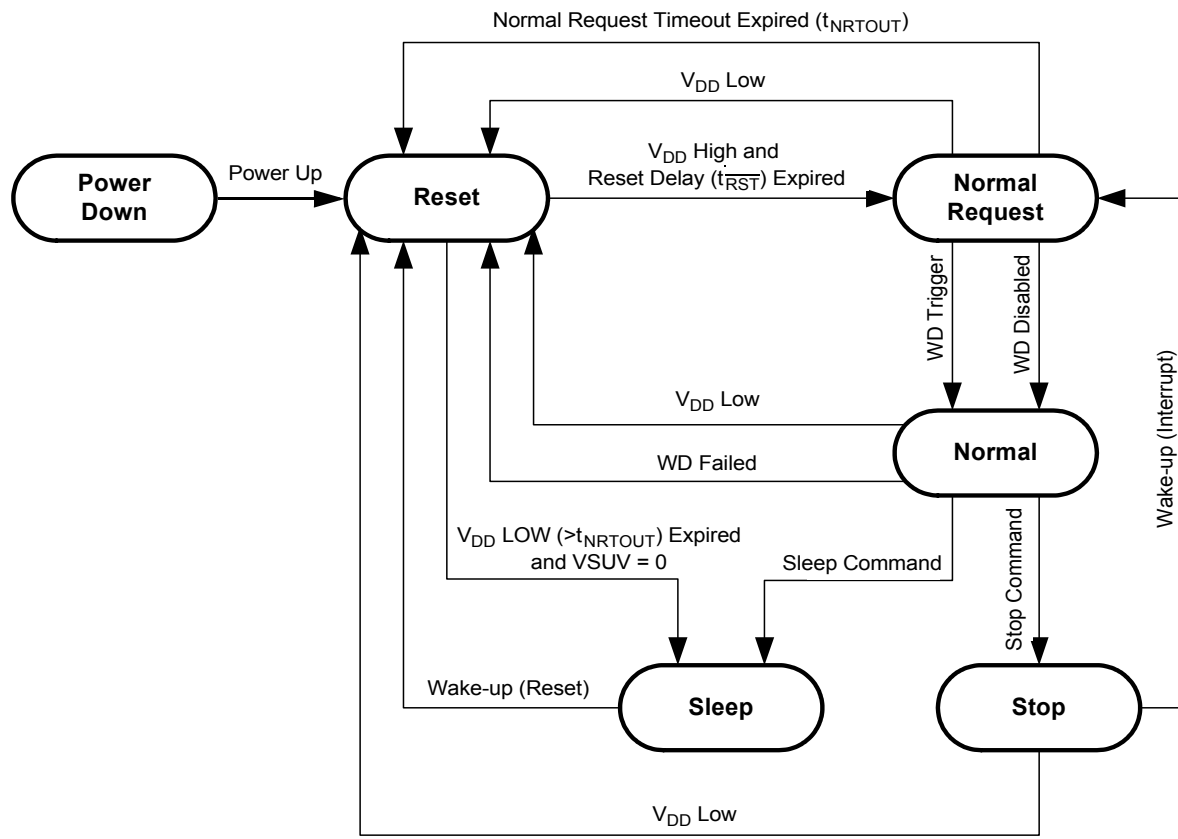 Normal Request Timeout Expired (tNRTOUT)
VDD Low
Power
Down
Power Up
Reset
VDD High and
Reset Delay (tRST) Expired
Normal
Request
WD Trigger
WD Disabled
VDD Low
Normal
WD Failed
Wake-up (Interrupt)
VDD LOW (>tNRTOUT) Expired
and VSUV = 0
Sleep Command
Stop Command
Wake-up (Reset)
Sleep
Stop
VDD Low